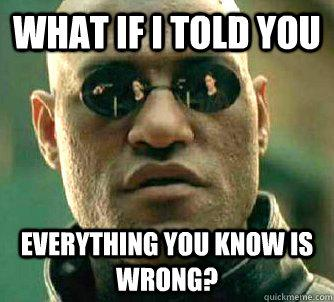 WHAT IF I TOLD YOU
EVERYTHING YOU KNOW IS
WRONG?
quickmeme.com